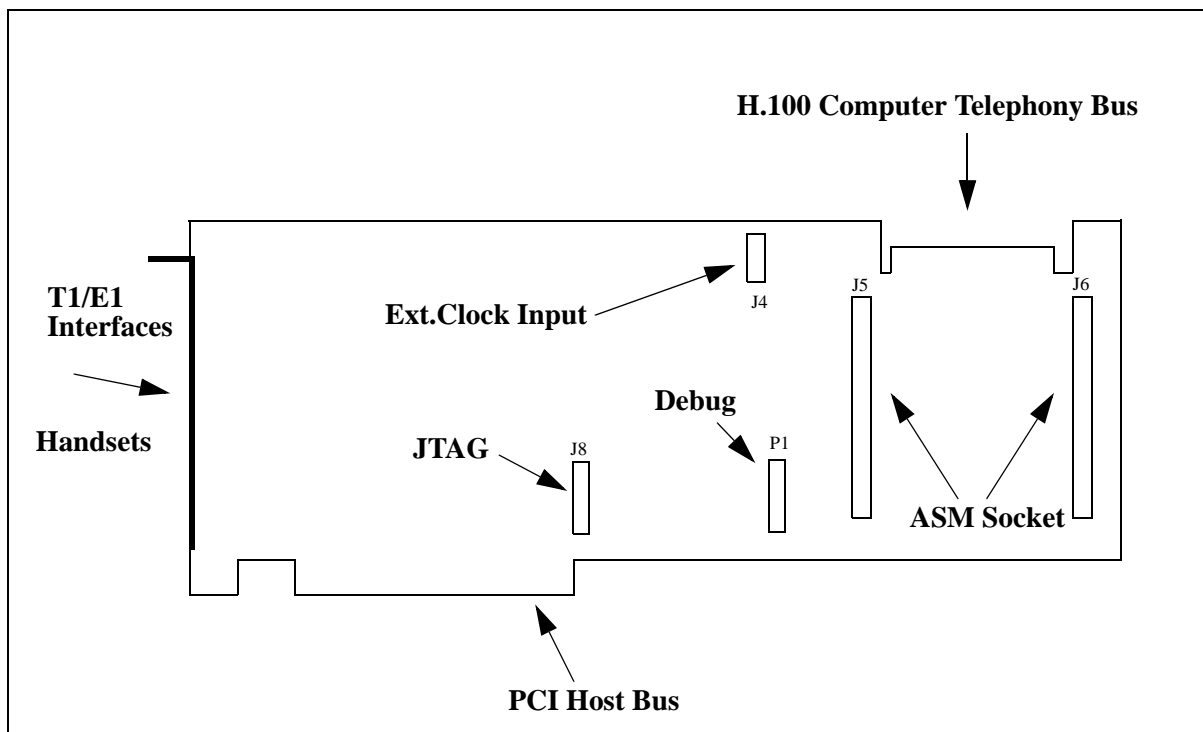 H.100 Computer Telephony Bus
T1/E1
Interfaces
Handsets
Ext.Clock Input
J4
J5
J6
Debug
P1
JTAG
J8
ASM Socket
PCI Host Bus